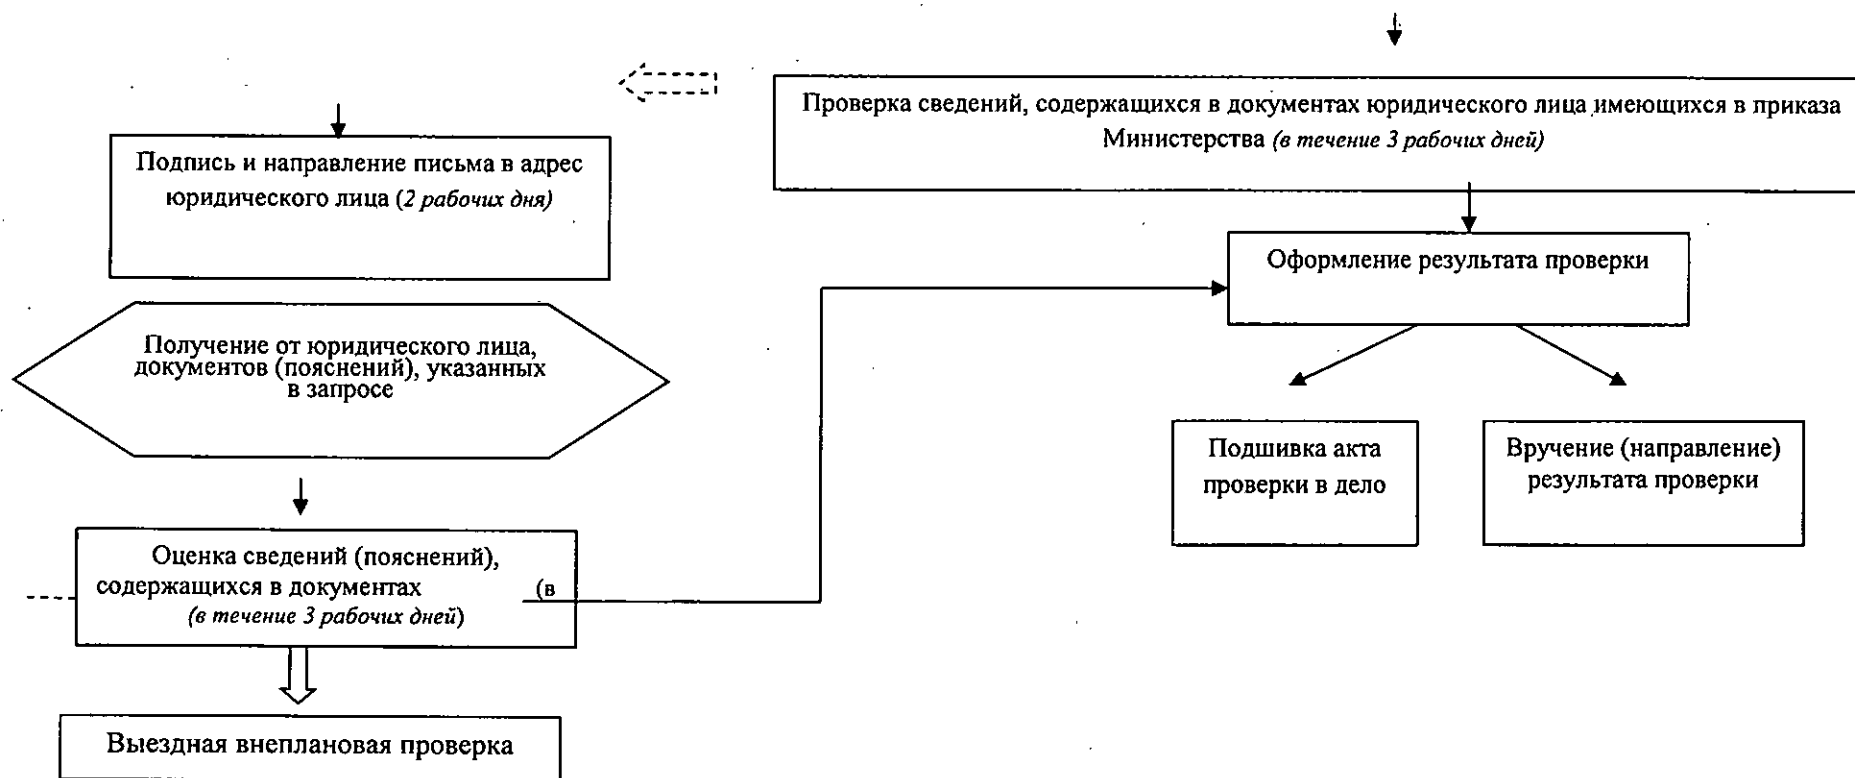 Проверка сведений, содержащихся в документах юридического лица имеющихся в приказа
Министерства (в течение 3 рабочих дней)
Подпись и направление письма в адрес
юридического лица (2 рабочих дня)
Оформление результата проверки
Получение от юридического лица,
документов (пояснений), указанных
в запросе
Подшивка акта
проверки в дело
Вручение (направление)
результата проверки
Оценка сведений (пояснений),
содержащихся в документах (в
(в течение 3 рабочих дней)
Выездная внеплановая проверка